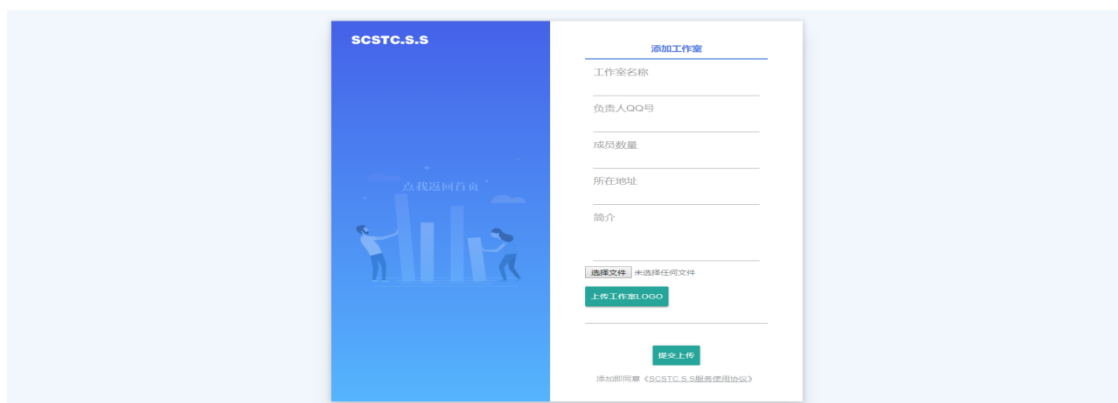 SCSTC.S.S
点我返回首页
添加工作室
工作室名称
负责人QQ号
成员数量
所在地址
简介
选择文件 未选择任何文件
上传工作室LOGO
提交上传
添加即同意《SCSTC.S.S服务使用协议》